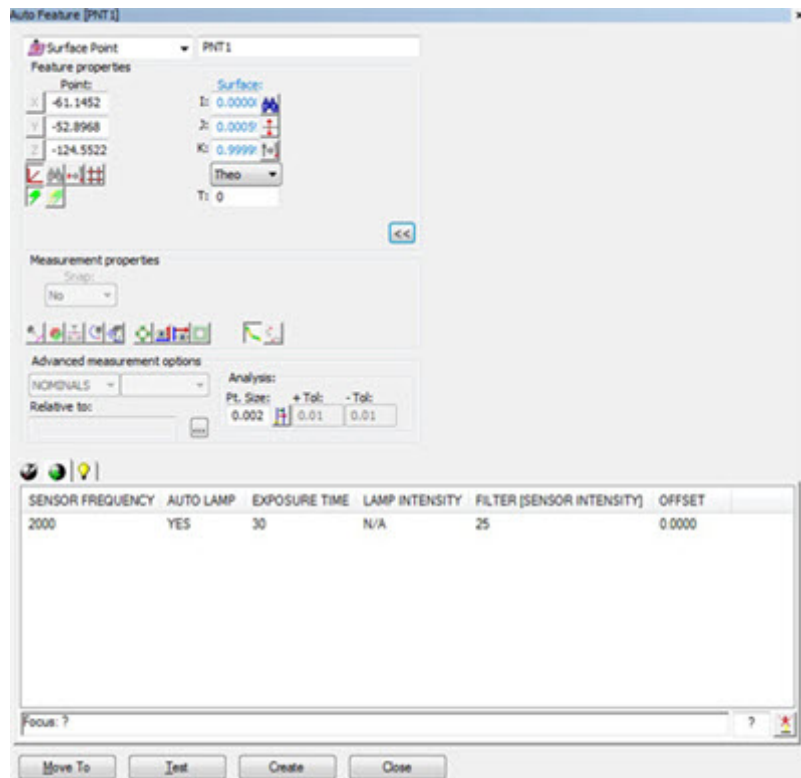 Auto Feature [PNT1]
Surface Point PNT1
Feature properties
Point: Surface:
X -61.1452 I: 0.0000
Y -52.8968 J: 0.0005
Z -124.5522 K: 0.9999
Theo
T: 0
<<
Measurement properties
Snap:
No
Advanced measurement options
NOMINALS
Analysis:
Relative to:
Pt. Size: + Tol: - Tol:
0.002 0.01 0.01
...
SENSOR FREQUENCY AUTO LAMP EXPOSURE TIME LAMP INTENSITY FILTER [SENSOR INTENSITY] OFFSET
2000 YES 30 N/A 25 0.0000
Focus: ? ?
Move To Test Create Close